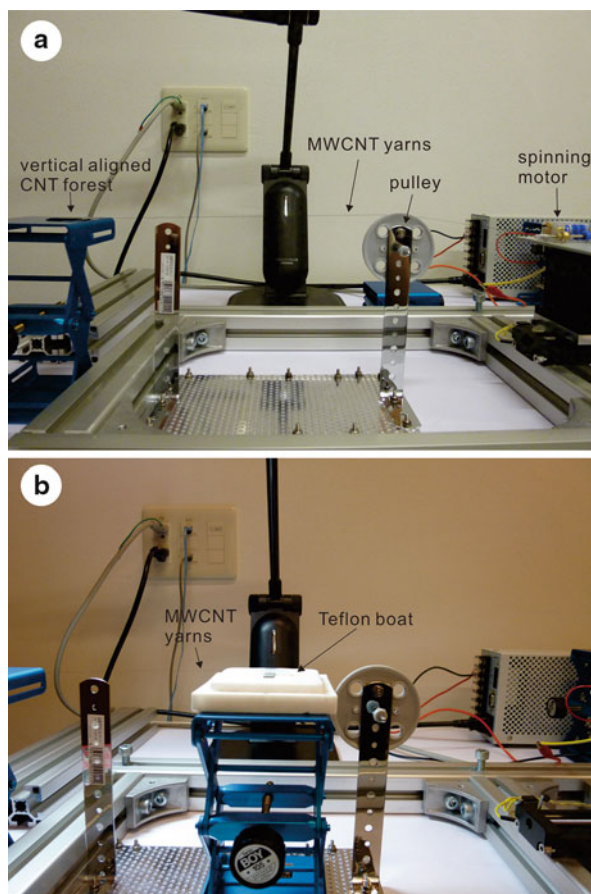 a
MWCNT yarns
spinning
motor
vertical aligned
CNT forest
pulley
b
MWCNT
yarns
Teflon boat
L
BOY